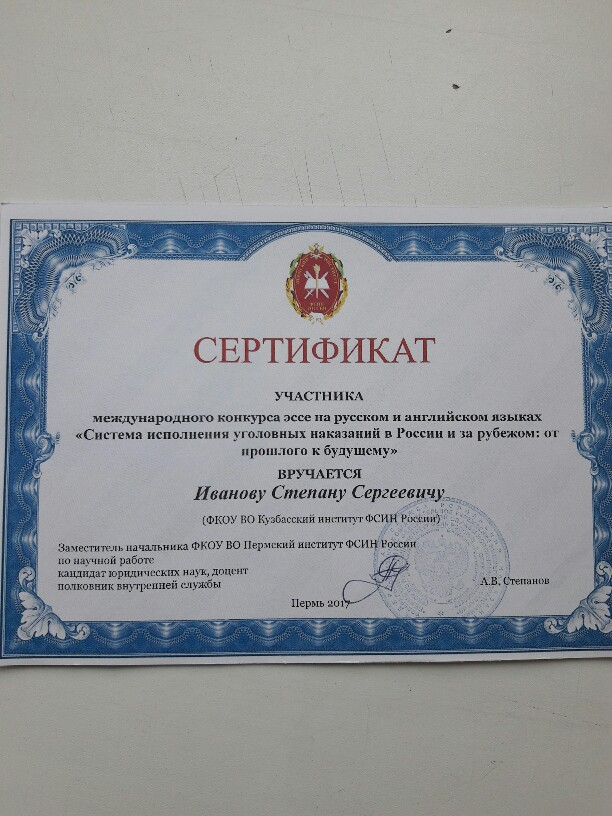 СЕРТИФИКАТ
УЧАСТНИКА
международного конкурса эссе на русском и английском языках
«Система исполнения уголовных наказаний в России и за рубежом: от
прошлого к будущему»
ВРУЧАЕТСЯ
Иванову Степану Сергеевичу
(ФКОУ ВО Кузбасский институт ФСИН России)
Заместитель начальника ФКОУ ВО Пермский институт ФСИН России
по научной работе
кандидат юридических наук, доцент
полковник внутренней службы
А.В. Степанов
Пермь 2017